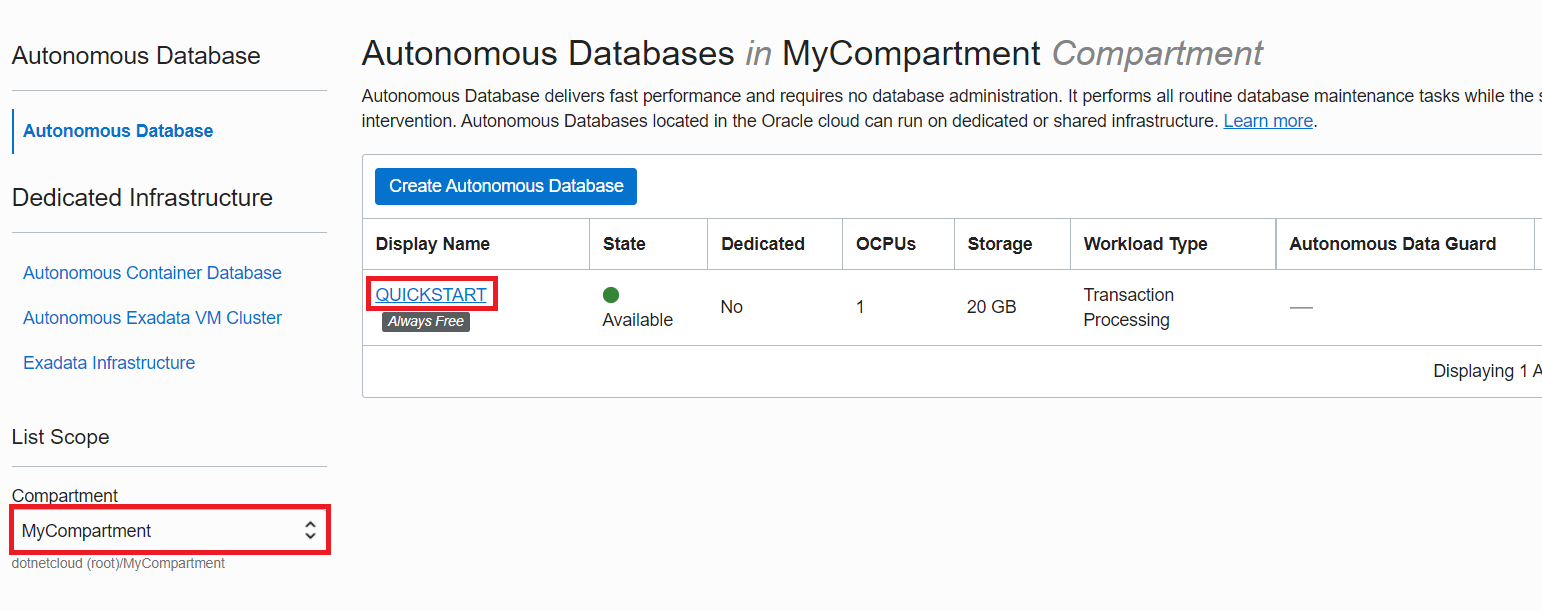 Autonomous Database
Autonomous Database
Dedicated Infrastructure
Autonomous Container Database
Autonomous Exadata VM Cluster
Exadata Infrastructure
List Scope
Compartment
MyCompartment
dotnetcloud (root)/MyCompartment
Autonomous Databases in MyCompartment Compartment
Autonomous Database delivers fast performance and requires no database administration. It performs all routine database maintenance tasks while the
intervention. Autonomous Databases located in the Oracle cloud can run on dedicated or shared infrastructure. Learn more.
Create Autonomous Database
Display Name State Dedicated OCPUs Storage Workload Type Autonomous Data Guard
QUICKSTART
Always Free
Available
No
1
20 GB
Transaction
Processing
—
Displaying 1